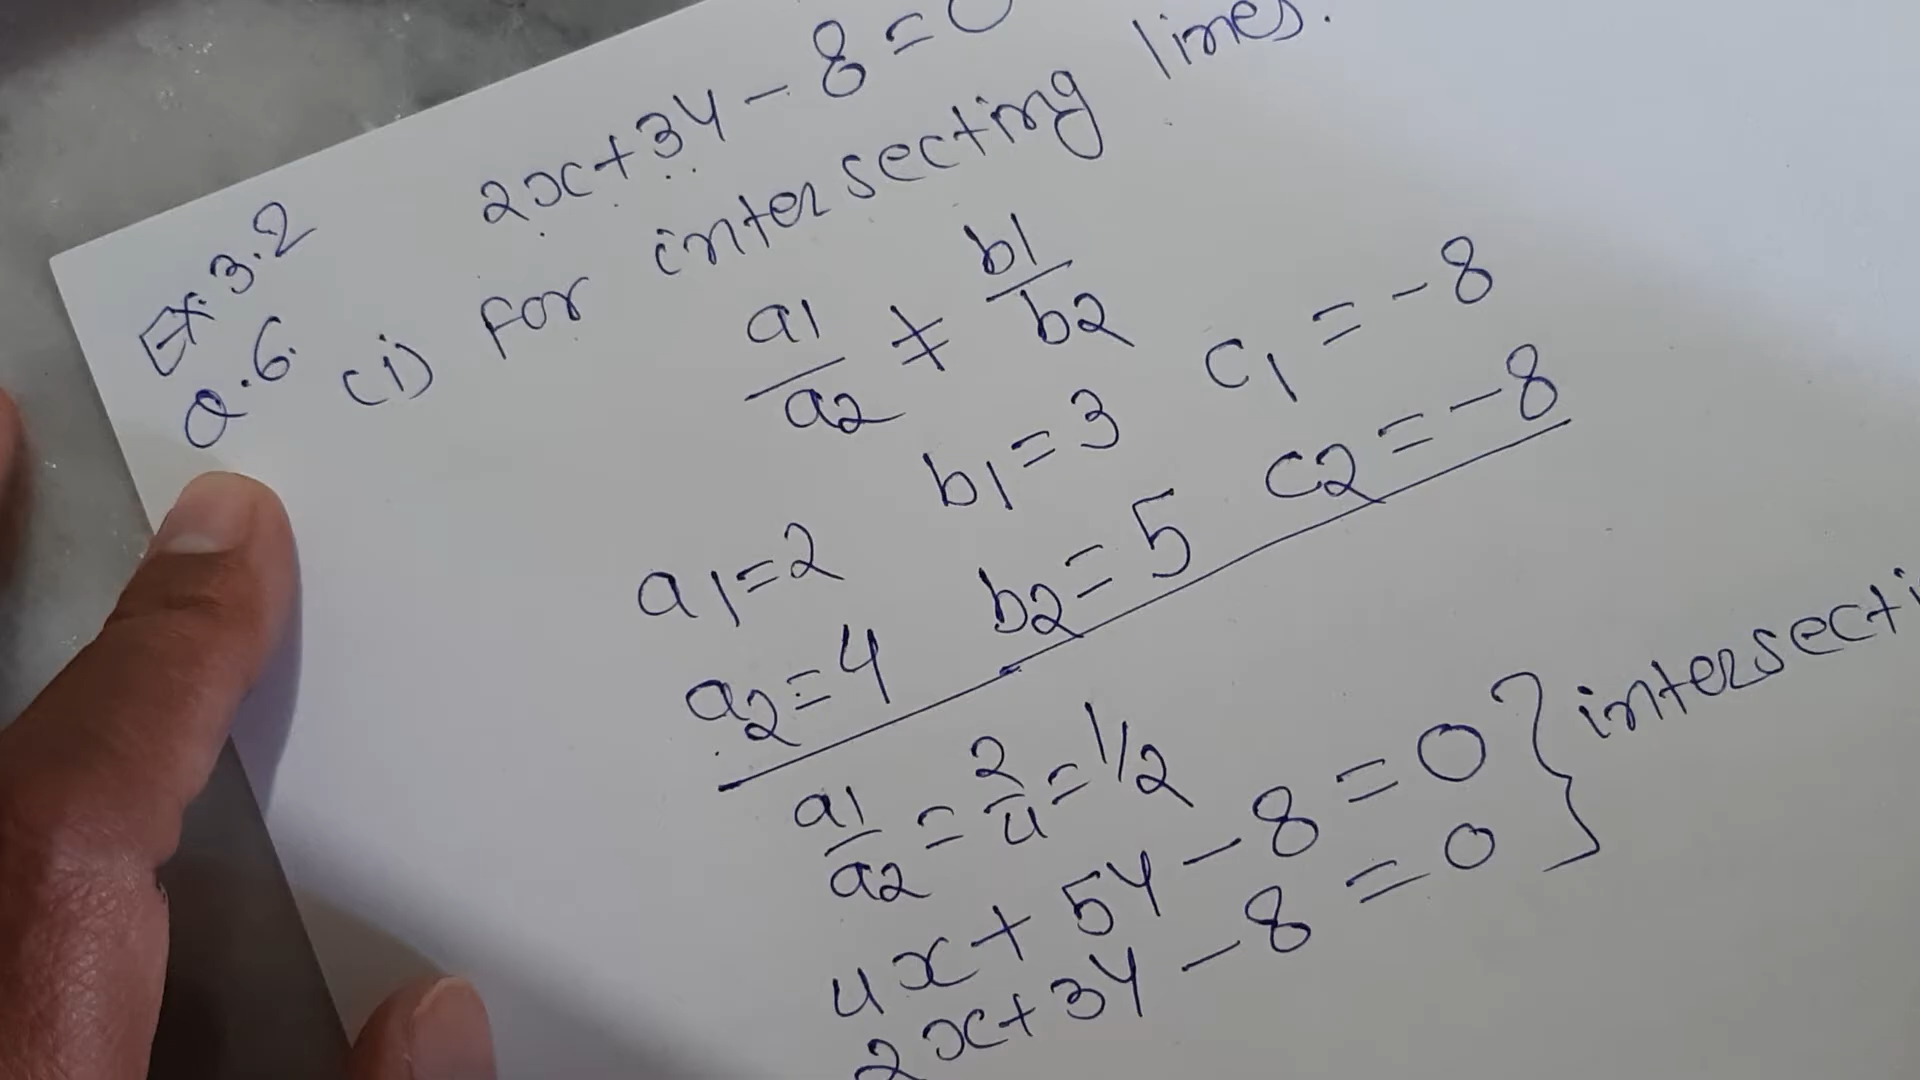 2x+3y-8=0
Ex. 3.2
Q.6. (i) For intersecting lines.
a1/a2 ≠ b1/b2
a1=2 b1=3 c1=-8
a2=4 b2=5 c2=-8
a1/a2 = 2/4 = 1/2
4x+5y-8=0 } intersecti
2x+3y-8=0